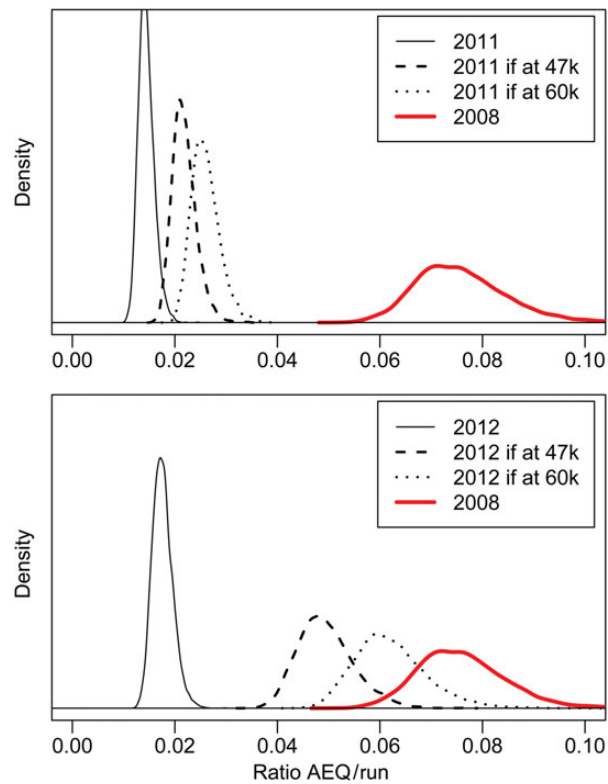 2011
2011 if at 47k
2011 if at 60k
2008
Density
0.00 0.02 0.04 0.06 0.08 0.10
2012
2012 if at 47k
2012 if at 60k
2008
Density
0.00 0.02 0.04 0.06 0.08 0.10
Ratio AEQ/run